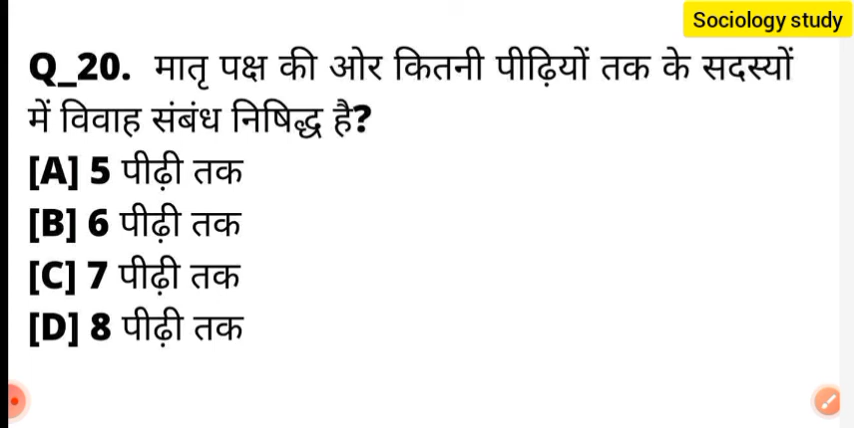 Sociology study
Q_20. मातृ पक्ष की ओर कितनी पीढ़ियों तक के सदस्यों
में विवाह संबंध निषिद्ध है?
[A] 5 पीढ़ी तक
[B] 6 पीढ़ी तक
[C] 7 पीढ़ी तक
[D] 8 पीढ़ी तक